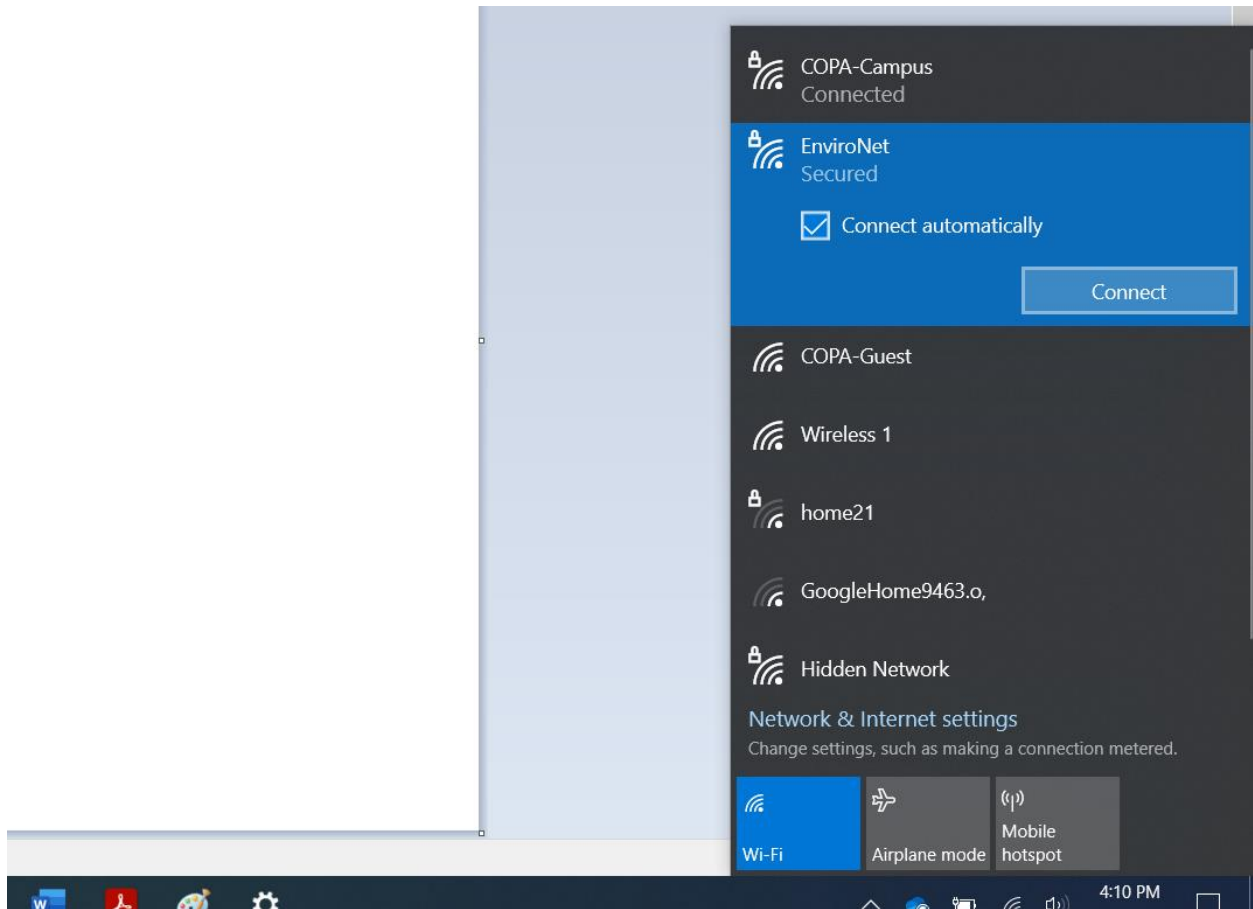 COPA-Campus
Connected
EnviroNet
Secured
Connect automatically
Connect
COPA-Guest
Wireless 1
home21
GoogleHome9463.o,
Hidden Network
Network & Internet settings
Change settings, such as making a connection metered.
Wi-Fi
Airplane mode
Mobile
hotspot
W
4:10 PM